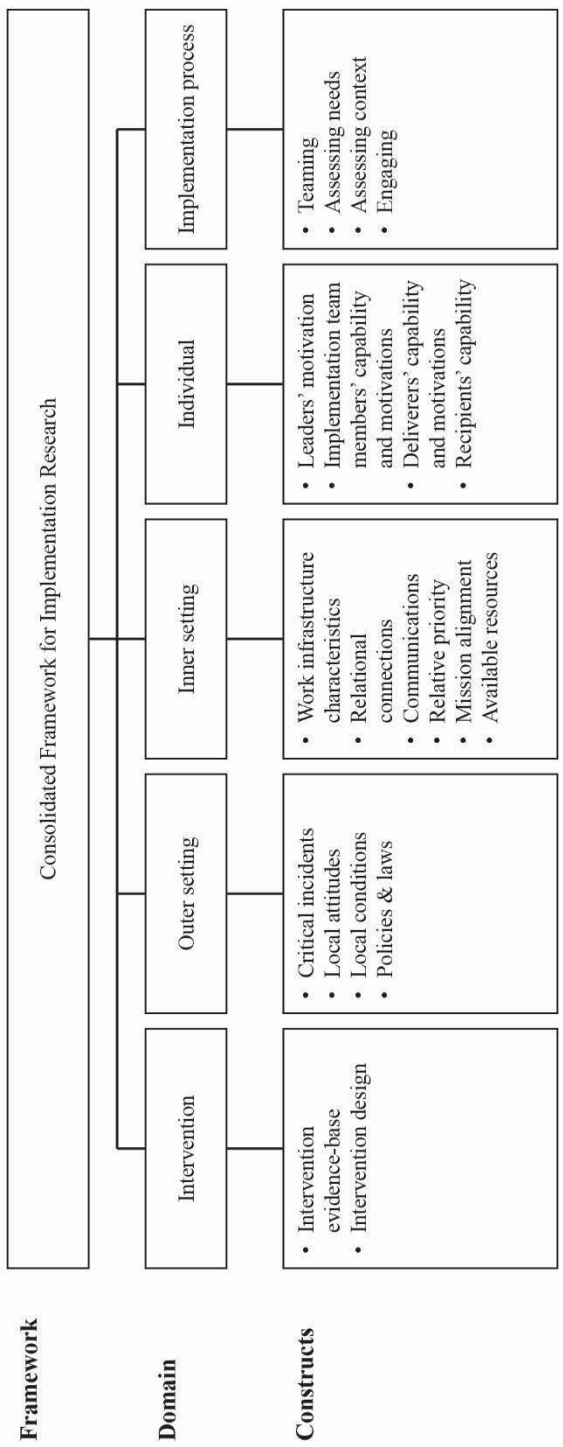 Framework
Consolidated Framework for Implementation Research
Domain
Intervention
Outer setting
Inner setting
Individual
Implementation process
Constructs
• Intervention
evidence-base
• Intervention design
• Critical incidents
• Local attitudes
• Local conditions
• Policies & laws
• Work infrastructure
characteristics
• Relational
connections
• Communications
• Relative priority
• Mission alignment
• Available resources
• Leaders’ motivation
• Implementation team
members’ capability
and motivations
• Deliverers’ capability
and motivations
• Recipients’ capability
• Teaming
• Assessing needs
• Assessing context
• Engaging